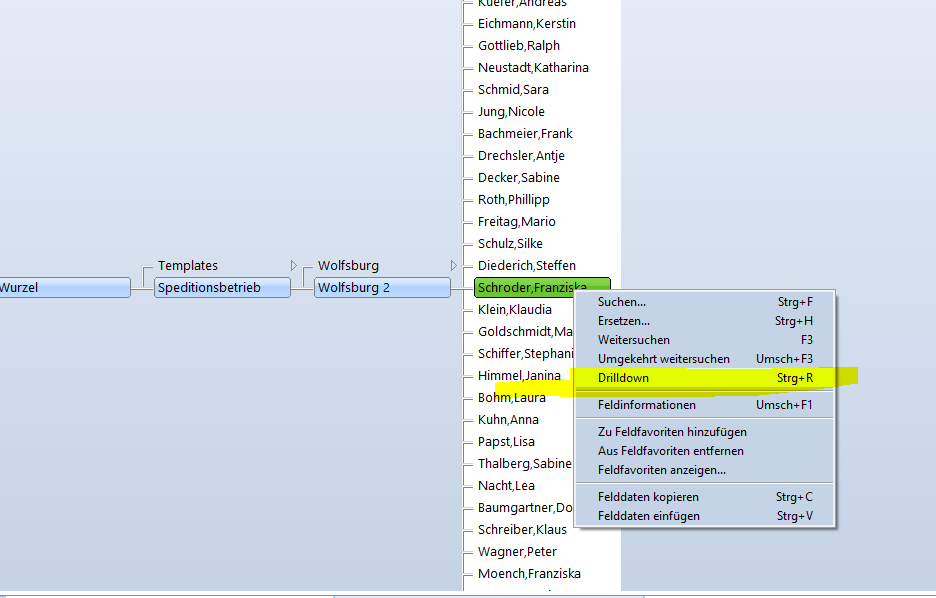 Kuefer,Andreas
Eichmann,Kerstin
Gottlieb,Ralph
Neustadt,Katharina
Schmid,Sara
Jung,Nicole
Bachmeier,Frank
Drechsler,Antje
Decker,Sabine
Roth,Phillipp
Freitag,Mario
Schulz,Silke
Templates Wolfsburg Diederich,Steffen
Wurzel Speditionsbetrieb Wolfsburg 2 Schroder,Franziska
Klein,Klaudia
Goldschmidt,Ma
Schiffer,Stephani
Himmel,Janina
Bohm,Laura
Kuhn,Anna
Papst,Lisa
Thalberg,Sabine
Nacht,Lea
Baumgartner,Do
Schreiber,Klaus
Wagner,Peter
Moench,Franziska
Suchen... Strg+F
Ersetzen... Strg+H
Weitersuchen F3
Umgekehrt weitersuchen Umsch+F3
Drilldown Strg+R
Feldinformationen Umsch+F1
Zu Feldfavoriten hinzufügen
Aus Feldfavoriten entfernen
Feldfavoriten anzeigen...
Felddaten kopieren Strg+C
Felddaten einfügen Strg+V